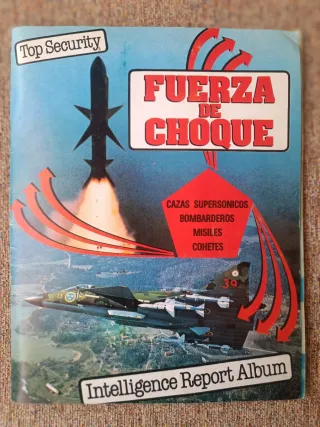 Top Security
FUERZA
DE
CHOQUE
CAZAS SUPERSONICOS
BOMBARDEROS
MISILES
COHETES
39
Intelligence Report Album